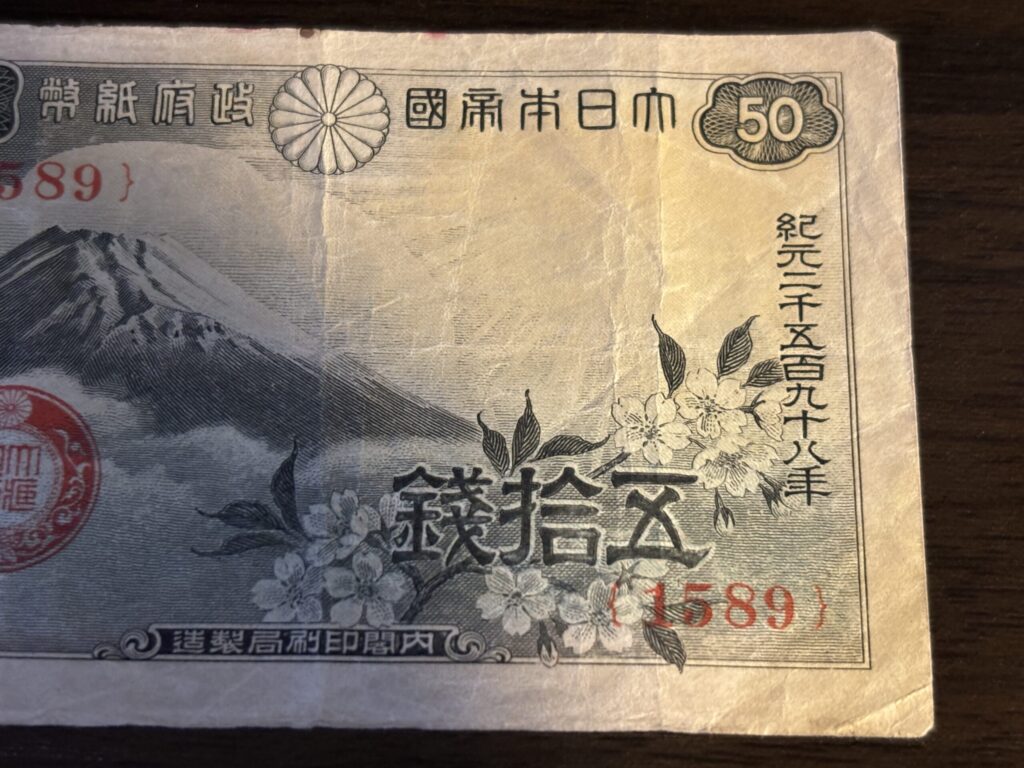 大日本帝國政府紙幣
50
589 }
紀元二千五百九十八年
五拾錢
{ 1589 }
内閣印刷局製造